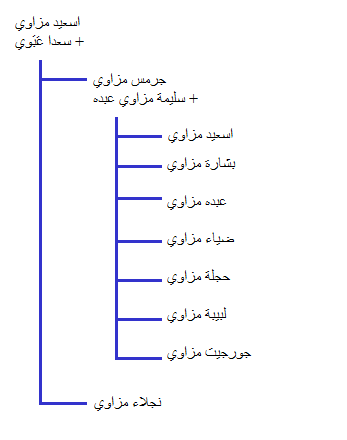 اسعيد مزاوي
+ سعدا غيّوي
جرمس مزاوي
+ سليمة مزاوي عبده
اسعيد مزاوي
بشارة مزاوي
عبده مزاوي
ضياء مزاوي
حجلة مزاوي
لبيبة مزاوي
جورجيت مزاوي
نجلاء مزاوي